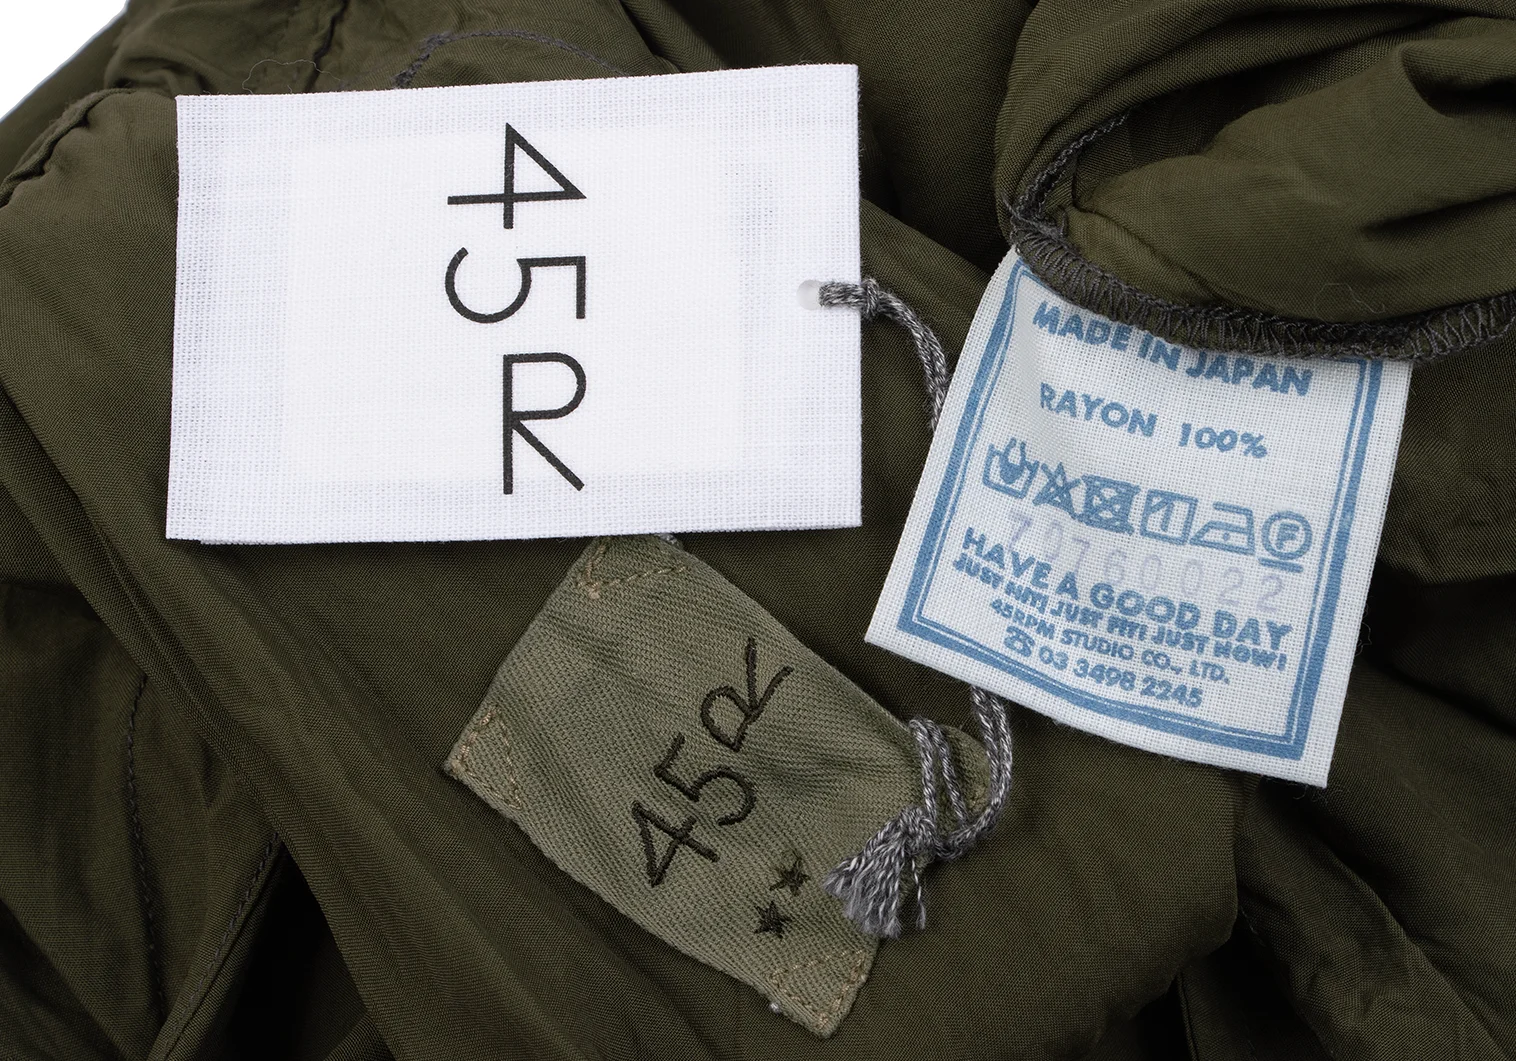 45R
MADE IN JAPAN
RAYON 100%
F
70760022
HAVE A GOOD DAY
JUST HIT! JUST FIT! JUST NOW!
45RPM STUDIO CO., LTD.
☎ 03 3498 2245
45R